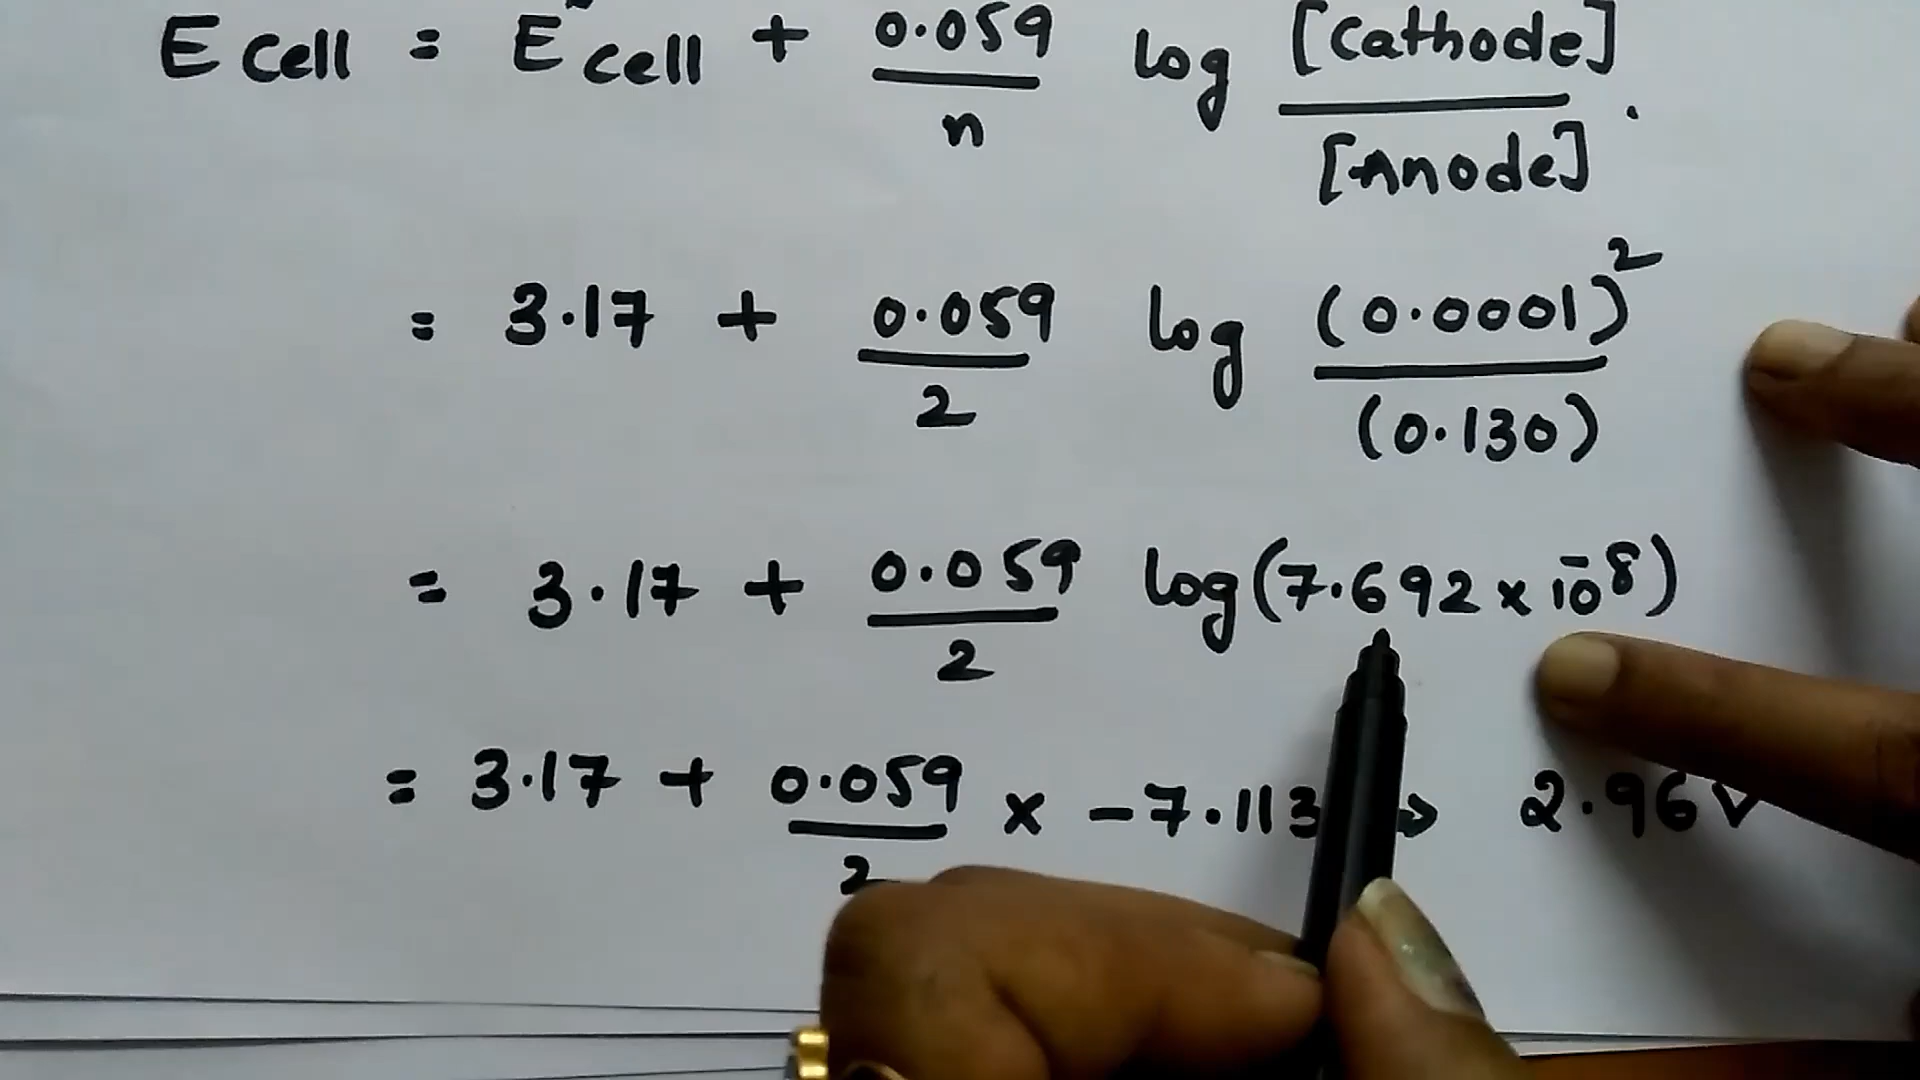 E cell = E° cell + 0.059/n log [Cathode]/[Anode].
= 3.17 + 0.059/2 log (0.0001)²/(0.130)
= 3.17 + 0.059/2 log(7.692 × 10⁻⁸)
= 3.17 + 0.059/2 × -7.113 → 2.96 V